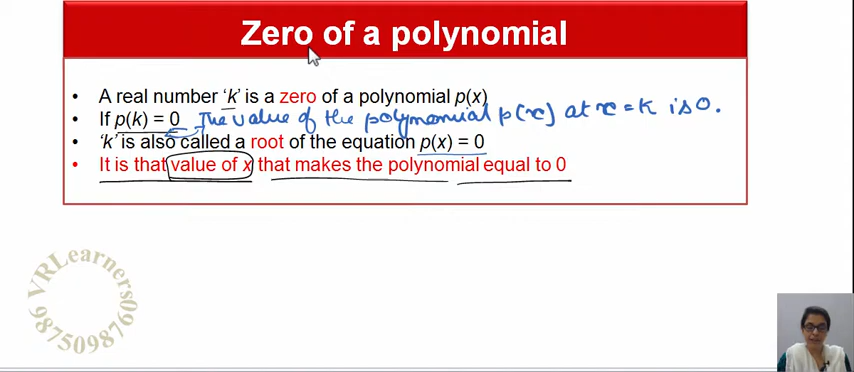 Zero of a polynomial
• A real number ‘k’ is a zero of a polynomial p(x)
• If p(k) = 0 The value of the polynomial p(x) at x = k is 0.
• ‘k’ is also called a root of the equation p(x) = 0
• It is that value of x that makes the polynomial equal to 0
VRLearners
9875098760